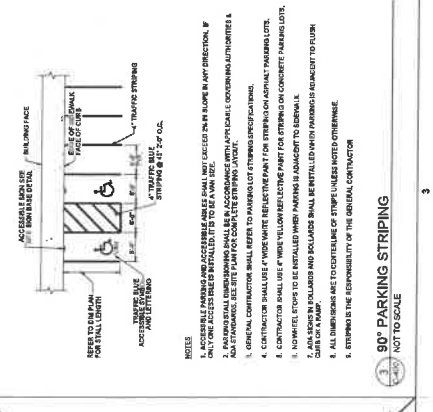 ACCESSIBLE SIGN SEE
SIGN BASE DETAIL
BUILDING FACE
EDGE OF SIDEWALK
FACE OF CURB
4" TRAFFIC STRIPING
4" TRAFFIC BLUE
STRIPING @ 45° 2'-0" O.C.
REFER TO DIM PLAN
FOR STALL LENGTH
TRAFFIC BLUE
ACCESSIBLE SYMBOL
AND LETTERING
NOTES
1. ACCESSIBLE PARKING AND ACCESSIBLE AISLES SHALL NOT EXCEED 2% IN SLOPE IN ANY DIRECTION. IF
ONLY ONE ACCESSIBLE IS INSTALLED, IT IS TO BE A VAN SIZE.
2. PARKING STALL DIMENSIONING SHALL BE IN ACCORDANCE WITH APPLICABLE GOVERNING AUTHORITIES &
ADA STANDARDS. SEE SITE PLAN FOR COMPLETE STRIPING LAYOUT.
3. GENERAL CONTRACTOR SHALL REFER TO PARKING LOT STRIPING SPECIFICATIONS.
4. CONTRACTOR SHALL USE 4" WIDE WHITE REFLECTIVE PAINT FOR STRIPING ON ASPHALT PARKING LOTS.
5. CONTRACTOR SHALL USE 4" WIDE YELLOW REFLECTIVE PAINT FOR STRIPING ON CONCRETE PARKING LOTS.
6. NO WHEEL STOPS TO BE INSTALLED WHEN PARKING IS ADJACENT TO SIDEWALK.
7. ADA SIGNS IN BOLLARDS AND BOLLARDS SHALL BE INSTALLED WHEN PARKING IS ADJACENT TO FLUSH
CURB OR A RAMP.
8. ALL DIMENSIONS ARE TO CENTERLINE OF STRIPE UNLESS NOTED OTHERWISE.
9. STRIPING IS THE RESPONSIBILITY OF THE GENERAL CONTRACTOR
3
90° PARKING STRIPING
NOT TO SCALE
3